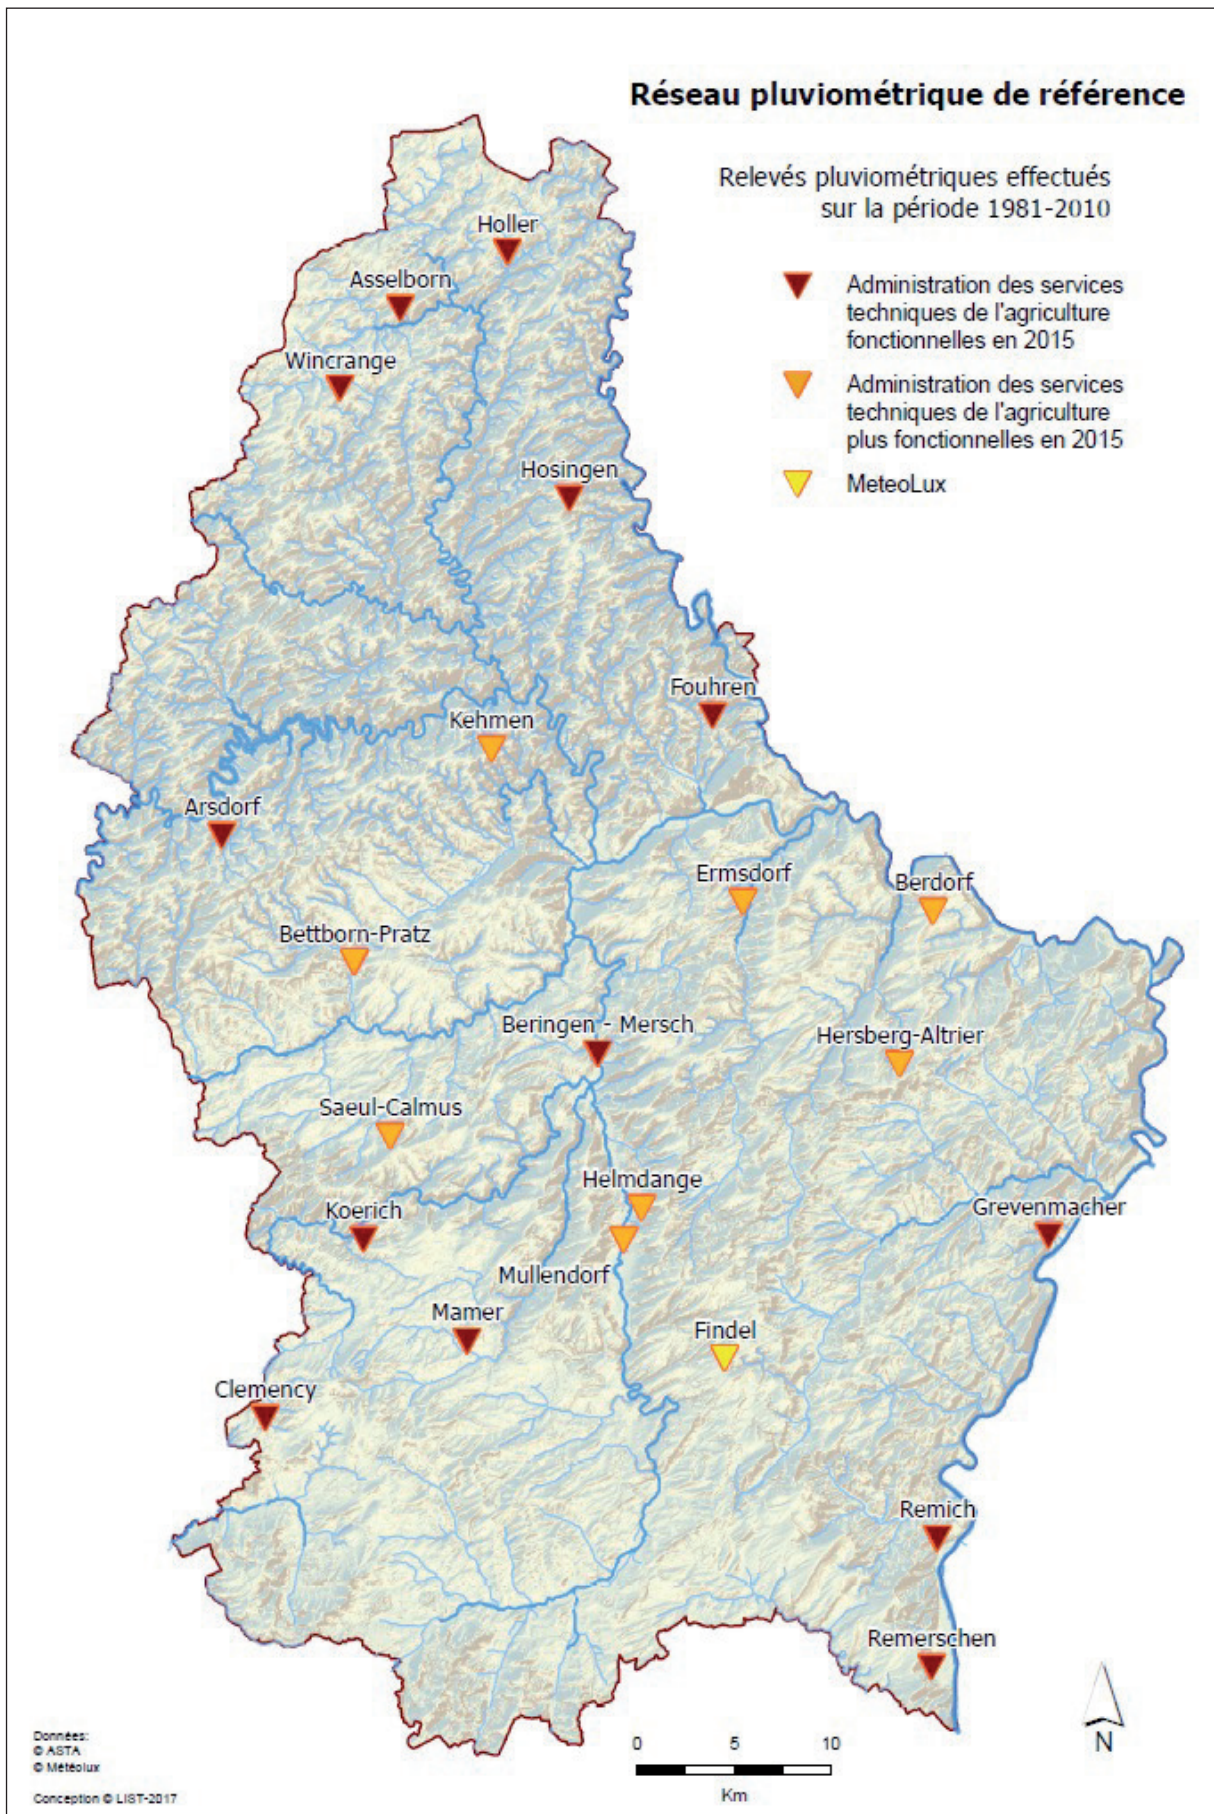 Réseau pluviométrique de référence
Relevés pluviométriques effectués
sur la période 1981-2010
Administration des services
techniques de l'agriculture
fonctionnelles en 2015
Administration des services
techniques de l'agriculture
plus fonctionnelles en 2015
MeteoLux
Holler
Asselborn
Wincrange
Hosingen
Fouhren
Kehmen
Arsdorf
Ermsdorf
Berdorf
Bettborn-Pratz
Beringen - Mersch
Hersberg-Altrier
Saeul-Calmus
Helmdange
Koerich
Grevenmacher
Mullendorf
Mamer
Findel
Clemency
Remich
Remerschen
Données:
© ASTA
© Météolux
Conception © LIST-2017
0 5 10
Km
N